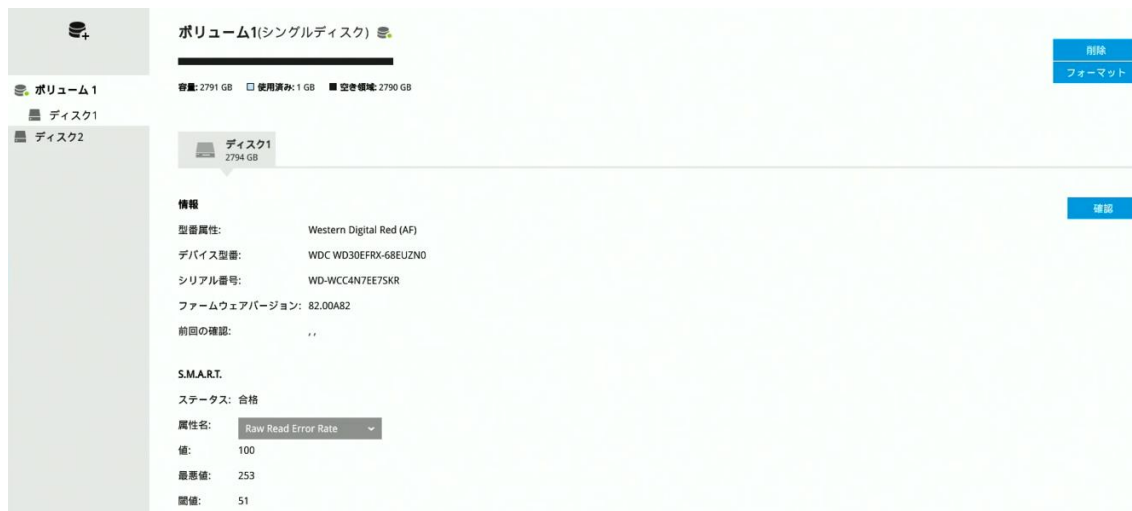 ボリューム1(シングルディスク)
削除
フォーマット
容量: 2791 GB 使用済み: 1 GB 空き領域: 2790 GB
ボリューム 1
ディスク1
ディスク2
ディスク1
2794 GB
情報
確認
型番属性: Western Digital Red (AF)
デバイス型番: WDC WD30EFRX-68EUZN0
シリアル番号: WD-WCC4N7EE7SKR
ファームウェアバージョン: 82.00A82
前回の確認: , ,
S.M.A.R.T.
ステータス: 合格
属性名: Raw Read Error Rate
値: 100
最悪値: 253
閾値: 51